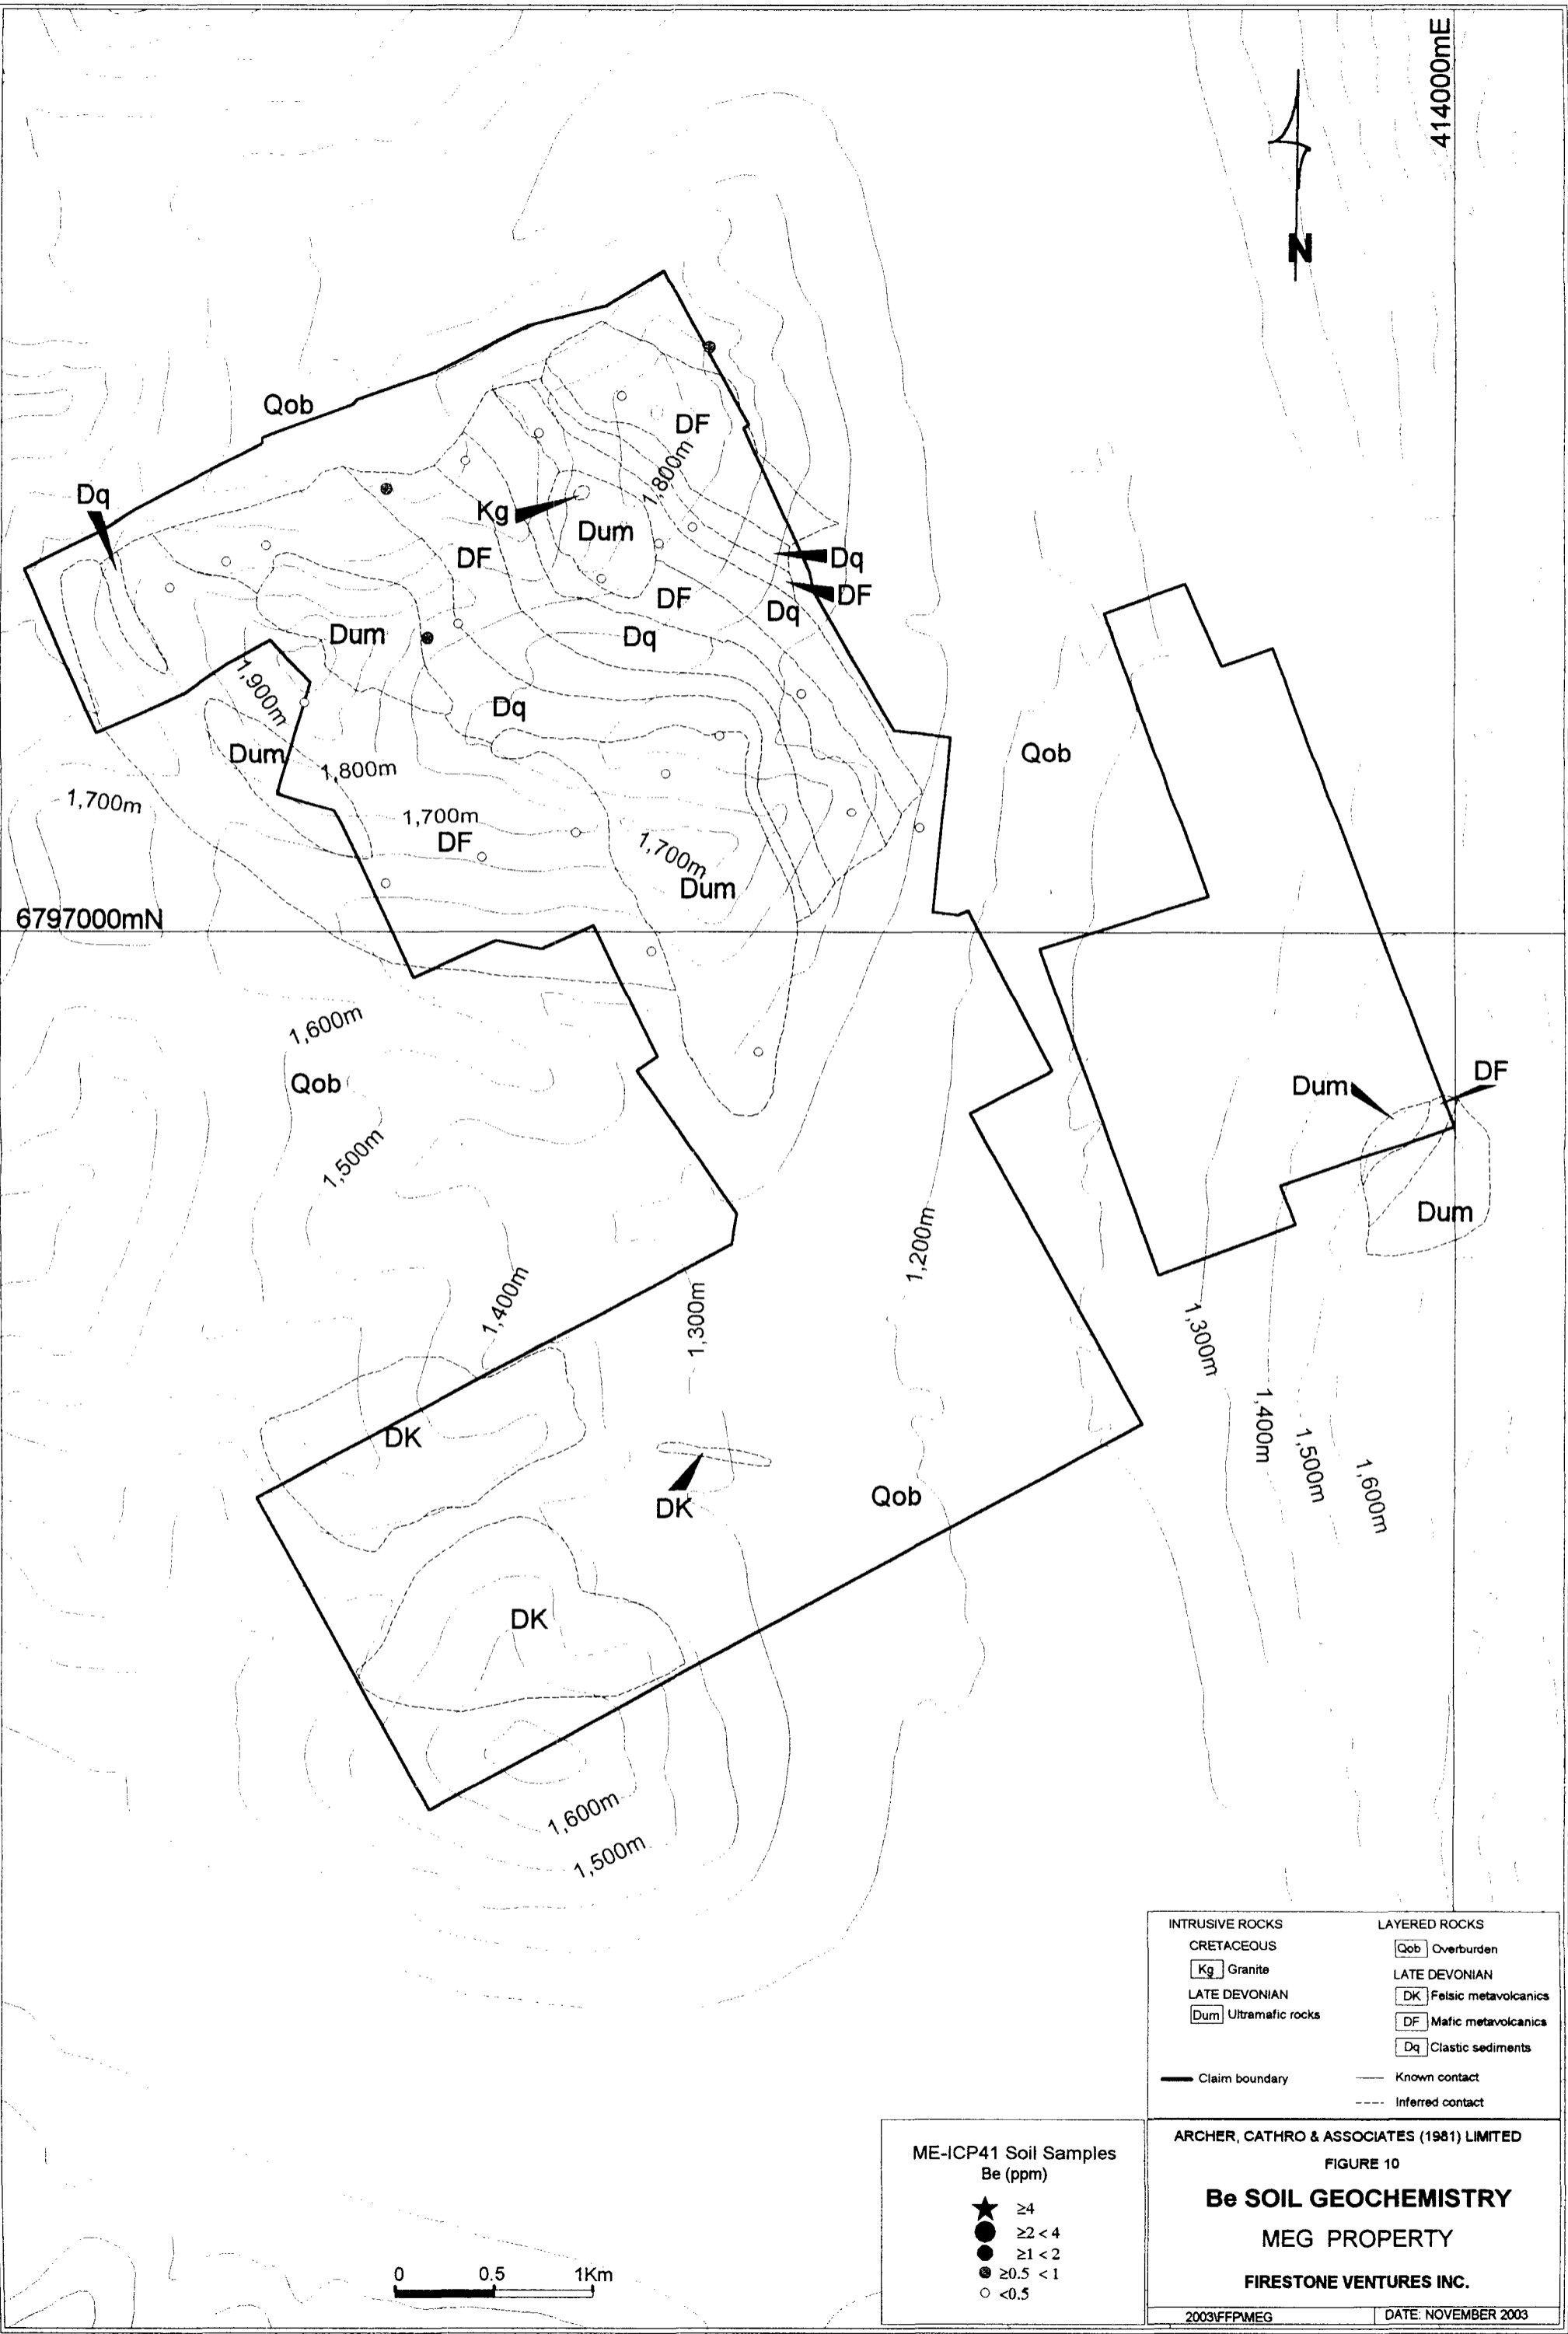 414000mE
N
Qob
DF
1,800m
Dq
Kg
Dum
DF
Dq
DF
DF
Dq
Dum
Dq
1,900m
Dq
Qob
Dum
1,800m
1,700m
1,700m
DF
1,700m
Dum
6797000mN
1,600m
Qob
DF
Dum
1,500m
Dum
1,200m
1,400m
1,300m
1,300m
1,400m
DK
1,500m
1,600m
Qob
DK
DK
1,600m
1,500m
INTRUSIVE ROCKS
CRETACEOUS
Kg Granite
LATE DEVONIAN
Dum Ultramafic rocks
LAYERED ROCKS
Qob Overburden
LATE DEVONIAN
DK Felsic metavolcanics
DF Mafic metavolcanics
Dq Clastic sediments
Claim boundary
Known contact
Inferred contact
ME-ICP41 Soil Samples
Be (ppm)
≥4
≥2 < 4
≥1 < 2
≥0.5 < 1
<0.5
0 0.5 1Km
ARCHER, CATHRO & ASSOCIATES (1981) LIMITED
FIGURE 10
Be SOIL GEOCHEMISTRY
MEG PROPERTY
FIRESTONE VENTURES INC.
2003\FFP\MEG
DATE: NOVEMBER 2003